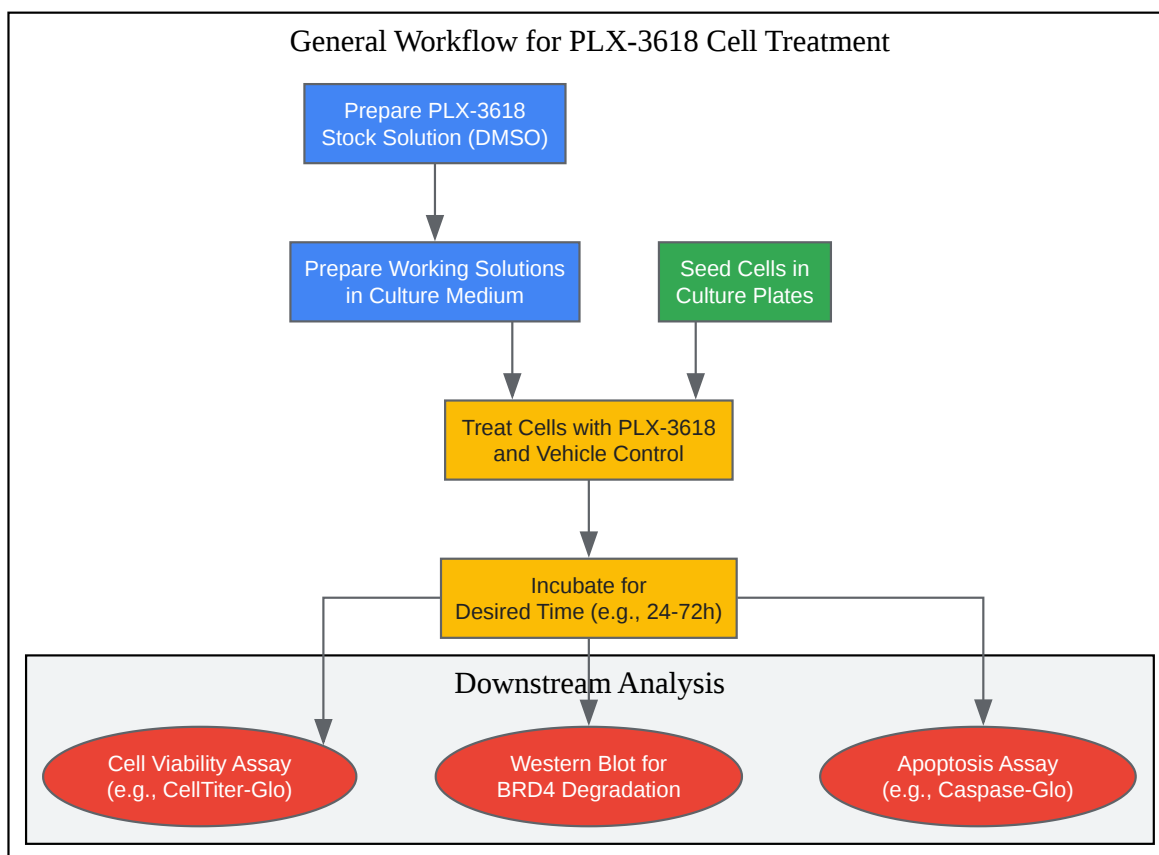 General Workflow for PLX-3618 Cell Treatment
Prepare PLX-3618
Stock Solution (DMSO)
Prepare Working Solutions
in Culture Medium
Seed Cells in
Culture Plates
Treat Cells with PLX-3618
and Vehicle Control
Incubate for
Desired Time (e.g., 24-72h)
Downstream Analysis
Cell Viability Assay
(e.g., CellTiter-Glo)
Western Blot for
BRD4 Degradation
Apoptosis Assay
(e.g., Caspase-Glo)